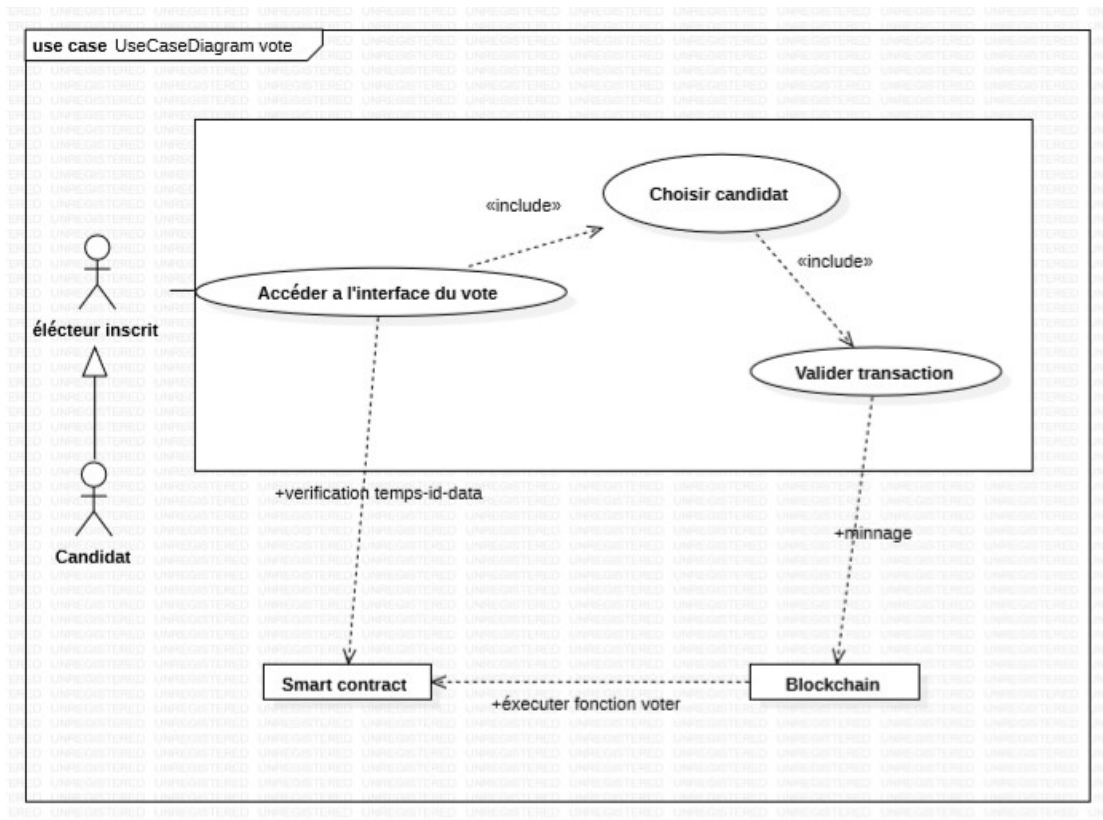 use case UseCaseDiagram vote
Choisir candidat
«include»
«include»
Accéder a l'interface du vote
élécteur inscrit
Valider transaction
+verification temps-id-data
+minnage
Candidat
Smart contract
Blockchain
+éxecuter fonction voter
UNREGISTERED